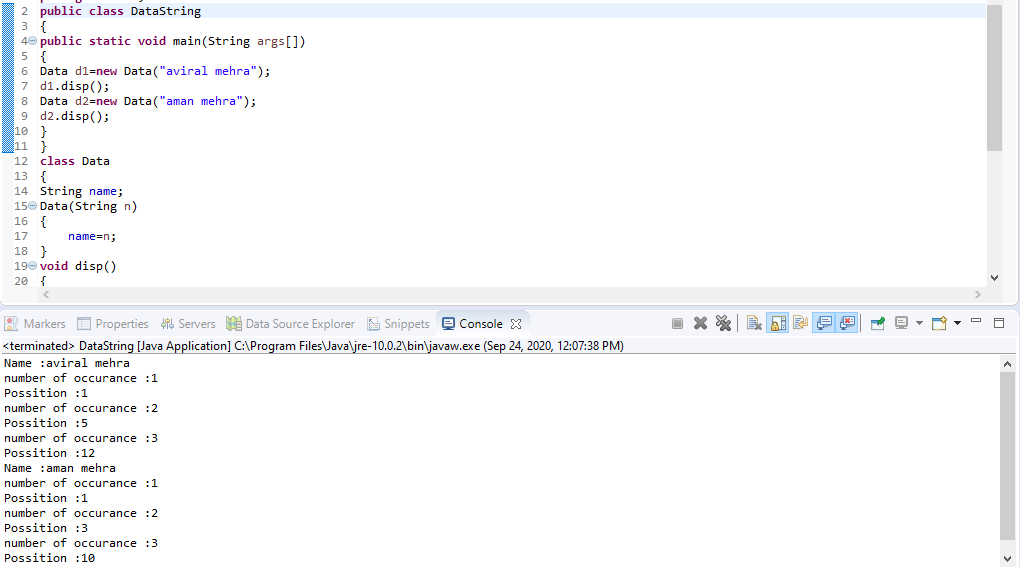 2 public class DataString
3 {
4 public static void main(String args[])
5 {
6 Data d1=new Data("aviral mehra");
7 d1.disp();
8 Data d2=new Data("aman mehra");
9 d2.disp();
10 }
11 }
12 class Data
13 {
14 String name;
15 Data(String n)
16 {
17 name=n;
18 }
19 void disp()
20 {
Markers Properties Servers Data Source Explorer Snippets Console
<terminated> DataString [Java Application] C:\Program Files\Java\jre-10.0.2\bin\javaw.exe (Sep 24, 2020, 12:07:38 PM)
Name :aviral mehra
number of occurance :1
Possition :1
number of occurance :2
Possition :5
number of occurance :3
Possition :12
Name :aman mehra
number of occurance :1
Possition :1
number of occurance :2
Possition :3
number of occurance :3
Possition :10